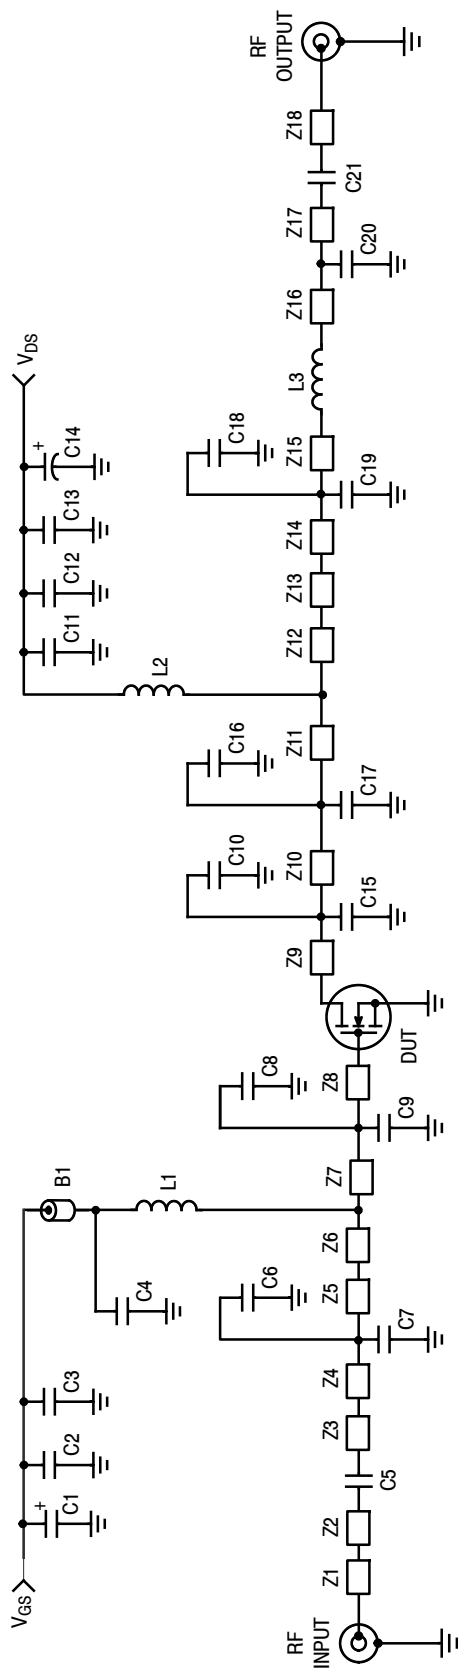 VGS
+
C1
C2
C3
B1
C4
L1
C6
C8
RF
INPUT
Z1
Z2
C5
Z3
Z4
C7
Z5
Z6
Z7
C9
Z8
DUT
VDS
+
C11
C12
C13
C14
L2
C10
C16
C18
Z9
C15
Z10
C17
Z11
Z12
Z13
Z14
C19
Z15
L3
Z16
C20
Z17
C21
Z18
RF
OUTPUT